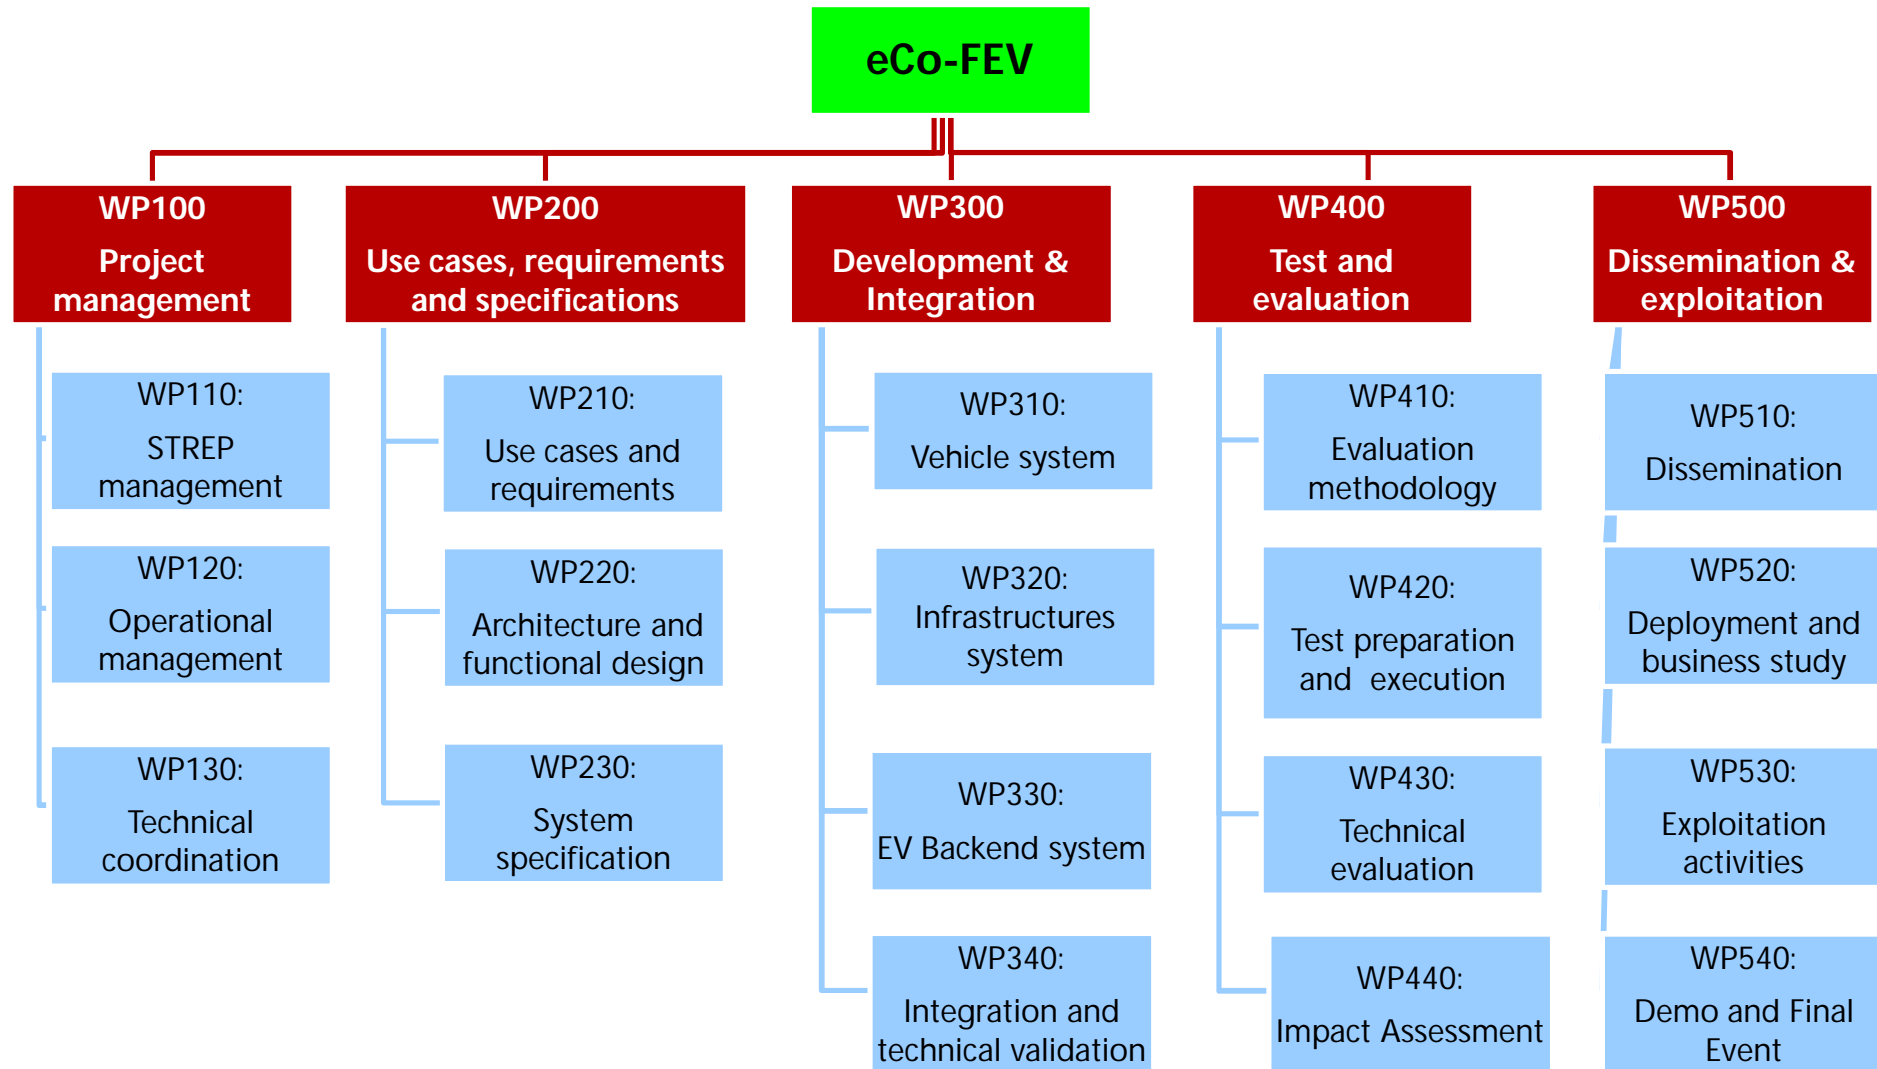 eCo-FEV
WP100
Project
management
WP200
Use cases, requirements
and specifications
WP300
Development &
Integration
WP400
Test and
evaluation
WP500
Dissemination &
exploitation
WP110:
STREP
management
WP120:
Operational
management
WP130:
Technical
coordination
WP210:
Use cases and
requirements
WP220:
Architecture and
functional design
WP230:
System
specification
WP310:
Vehicle system
WP320:
Infrastructures
system
WP330:
EV Backend system
WP340:
Integration and
technical validation
WP410:
Evaluation
methodology
WP420:
Test preparation
and execution
WP430:
Technical
evaluation
WP440:
Impact Assessment
WP510:
Dissemination
WP520:
Deployment and
business study
WP530:
Exploitation
activities
WP540:
Demo and Final
Event